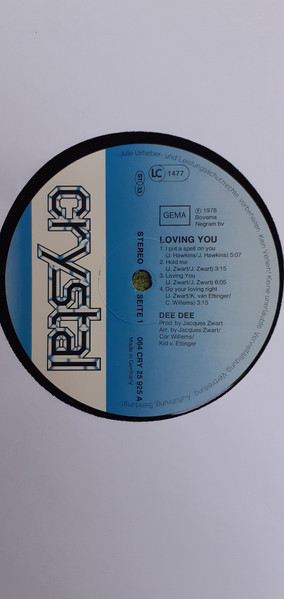 crystal
Alle Urheber- und Leistungsschutzrechte vorbehalten. Kein Verleih! Keine unerlaubte Vervielfältigung, Vermietung, Aufführung, Sendung!
ST 33
LC 1477
GEMA
℗ 1978
Bovema
Negram bv
LOVING YOU
1. I put a spell on you
(J. Hawkins/J. Hawkins) 5:07
2. Hold me
(J. Zwart/J. Zwart) 3:15
3. Loving You
(J. Zwart/J. Zwart) 6:05
4. Do your loving right
(J. Zwart/K. van Ettinger/
C. Willems) 3:15
DEE DEE
Prod. by Jacques Zwart
Arr. by Jacques Zwart/
Cor Willems/
Kid v. Ettinger
STEREO
SEITE 1
064 CRY 25 925 A
Made in Germany